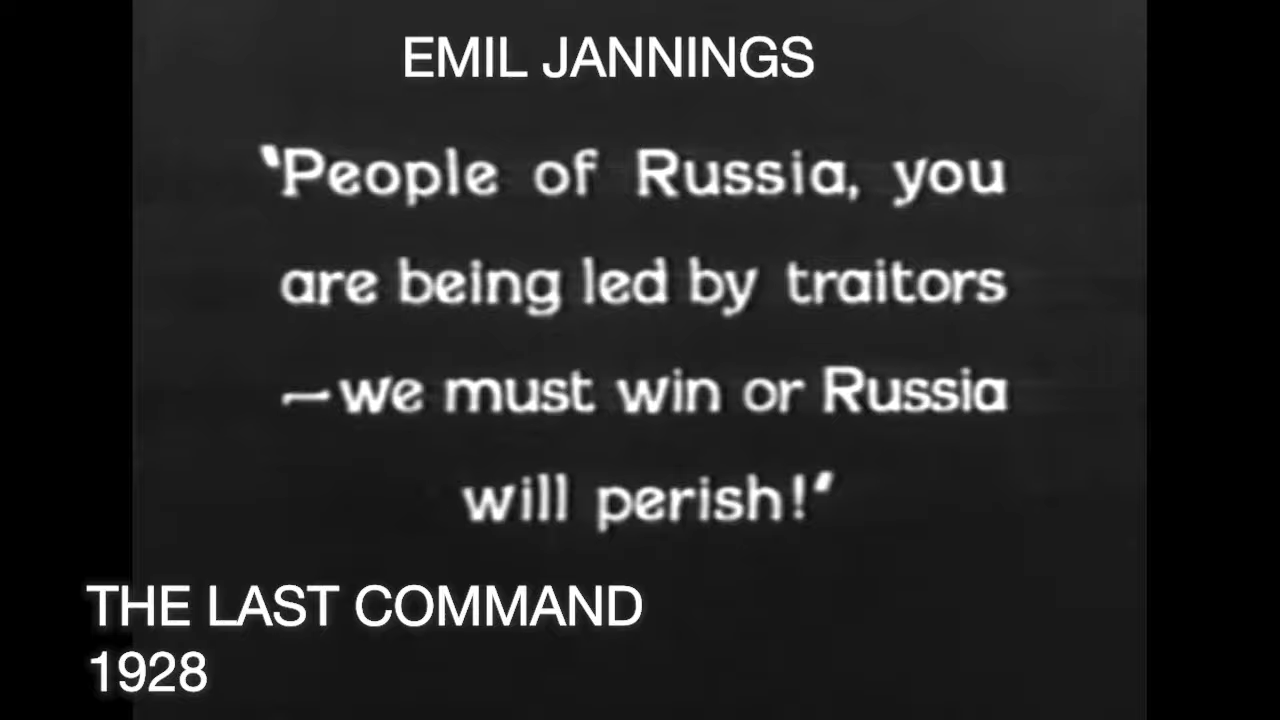 EMIL JANNINGS
‘People of Russia, you
are being led by traitors
—we must win or Russia
will perish!’
THE LAST COMMAND
1928